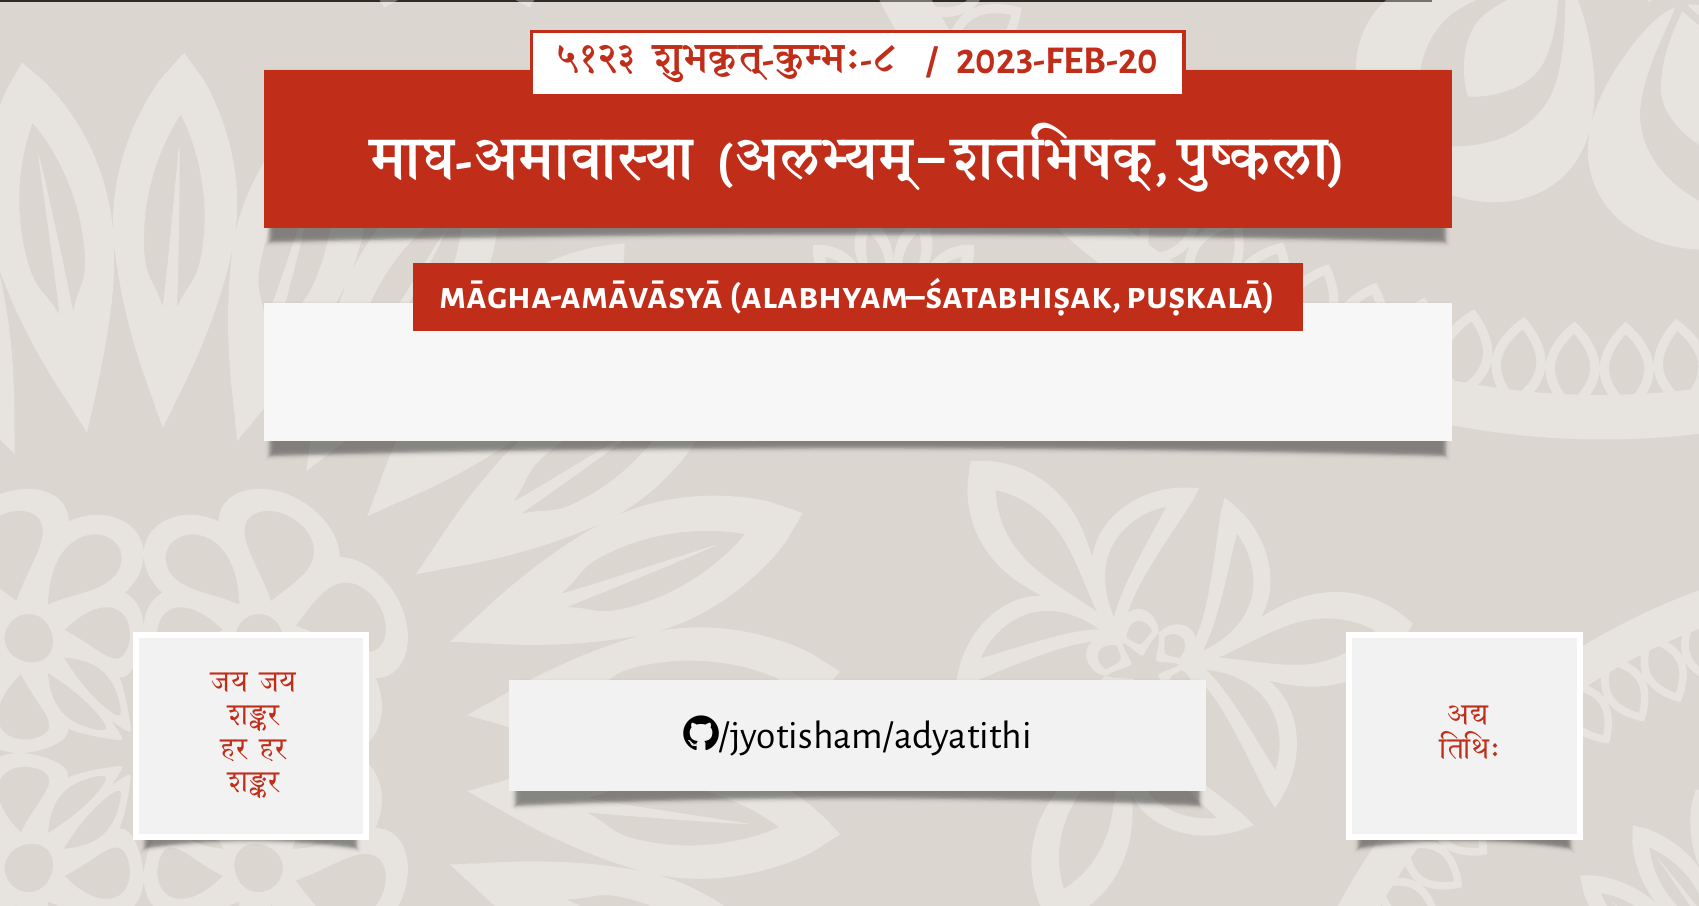 ५१२३ शुभकृत्-कुम्भः-८ / 2023-FEB-20
माघ-अमावास्या (अलभ्यम्–शतभिषक्, पुष्कला)
MĀGHA-AMĀVĀSYĀ (ALABHYAM–ŚATABHIṢAK, PUṢKALĀ)
जय जय
शङ्कर
हर हर
शङ्कर
/jyotisham/adyatithi
अद्य
तिथिः